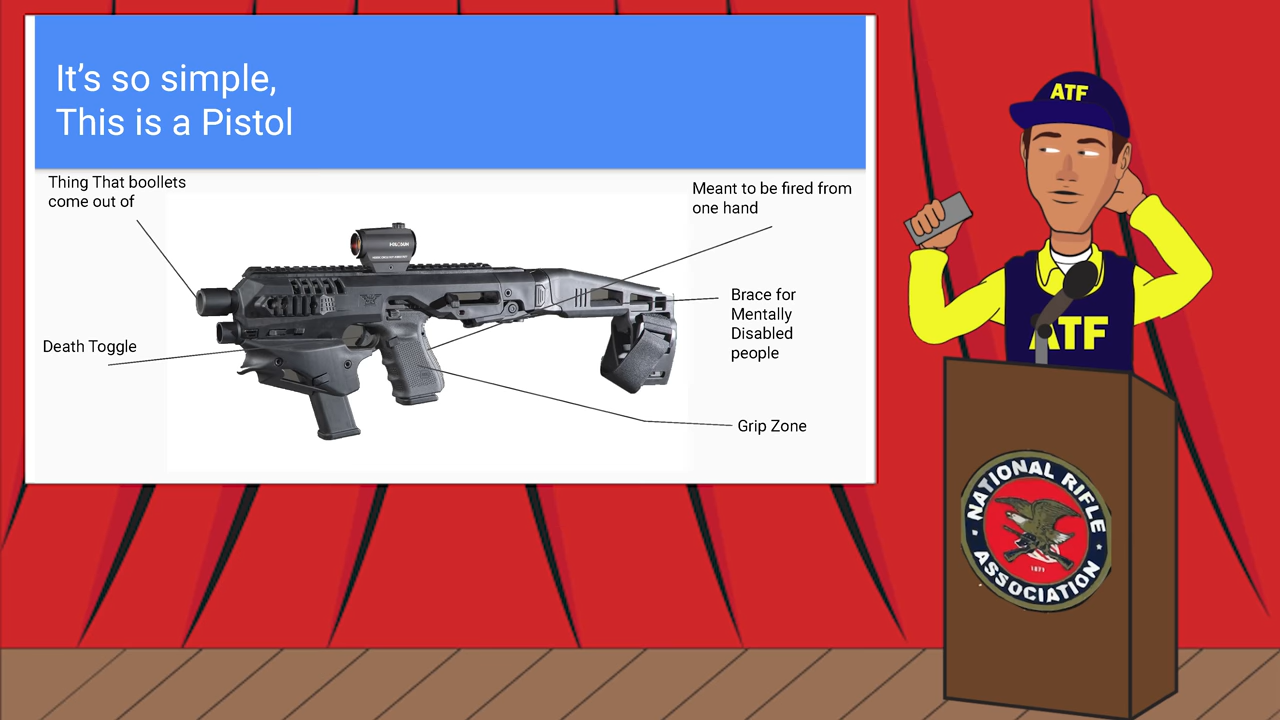 It's so simple,
This is a Pistol
Thing That boollets
come out of
Meant to be fired from
one hand
Brace for
Mentally
Disabled
people
Death Toggle
Grip Zone
ATF
ATF
NATIONAL RIFLE
1871
ASSOCIATION